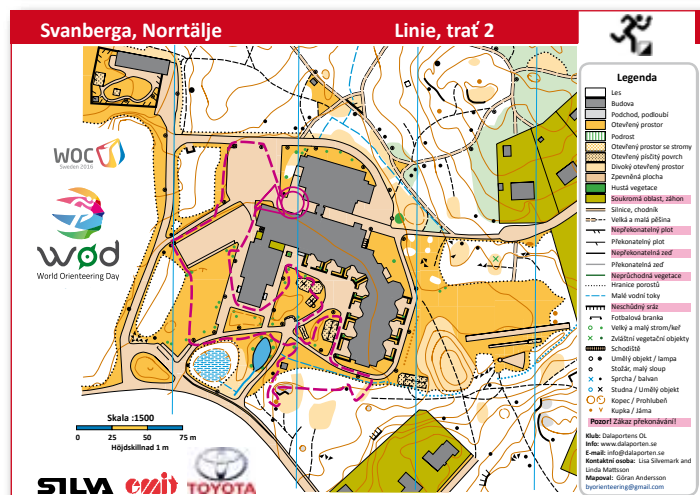 Svanberga, Norrtälje
Linie, trať 2
WOC
Sweden 2016
wod
World Orienteering Day
Skala :1500
0 25 50 75 m
Höjdskillnad 1 m
SILVA emit TOYOTA
Legenda
Les
Budova
Podchod, podloubí
Otevřený prostor
Podrost
Otevřený prostor se stromy
Otevřený písčitý povrch
Divoký otevřený prostor
Zpevněná plocha
Hustá vegetace
Soukromá oblast, záhon
Silnice, chodník
Velká a malá pěšina
Nepřekonatelný plot
Překonatelný plot
Nepřekonatelná zeď
Překonatelná zeď
Neprůchodná vegetace
Hranice porostů
Malé vodní toky
Neschůdný sráz
Fotbalová branka
Velký a malý strom/keř
Zvláštní vegetační objekty
Schodiště
Umělý objekt / lampa
Stožár, malý sloup
Sprcha / balvan
Studna / Umělý objekt
Kopec / Prohlubeň
Kupka / Jáma
Pozor! Zákaz překonávání!
Klub: Dalaportens OL
Info: www.dalaporten.se
E-mail: info@dalaporten.se
Kontaktní osoba: Lisa Silvemark and
Linda Mattsson
Mapoval: Göran Andersson
byorienteering@gmail.com